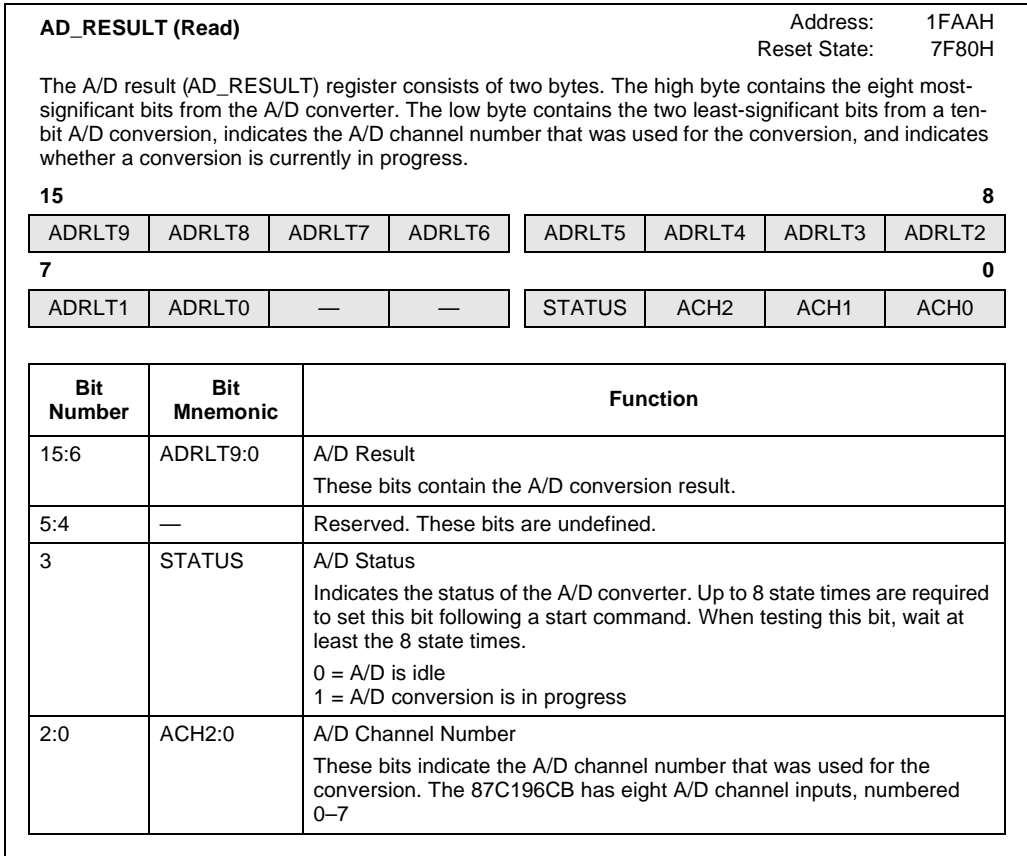 AD_RESULT (Read) Address: 1FAAH
Reset State: 7F80H
The A/D result (AD_RESULT) register consists of two bytes. The high byte contains the eight most-
significant bits from the A/D converter. The low byte contains the two least-significant bits from a ten-
bit A/D conversion, indicates the A/D channel number that was used for the conversion, and indicates
whether a conversion is currently in progress.
15 8
ADRLT9 ADRLT8 ADRLT7 ADRLT6 ADRLT5 ADRLT4 ADRLT3 ADRLT2
7 0
ADRLT1 ADRLT0 — — STATUS ACH2 ACH1 ACH0
Bit Number Bit Mnemonic Function
15:6 ADRLT9:0 A/D Result
These bits contain the A/D conversion result.
5:4 — Reserved. These bits are undefined.
3 STATUS A/D Status
Indicates the status of the A/D converter. Up to 8 state times are required
to set this bit following a start command. When testing this bit, wait at
least the 8 state times.
0 = A/D is idle
1 = A/D conversion is in progress
2:0 ACH2:0 A/D Channel Number
These bits indicate the A/D channel number that was used for the
conversion. The 87C196CB has eight A/D channel inputs, numbered
0–7